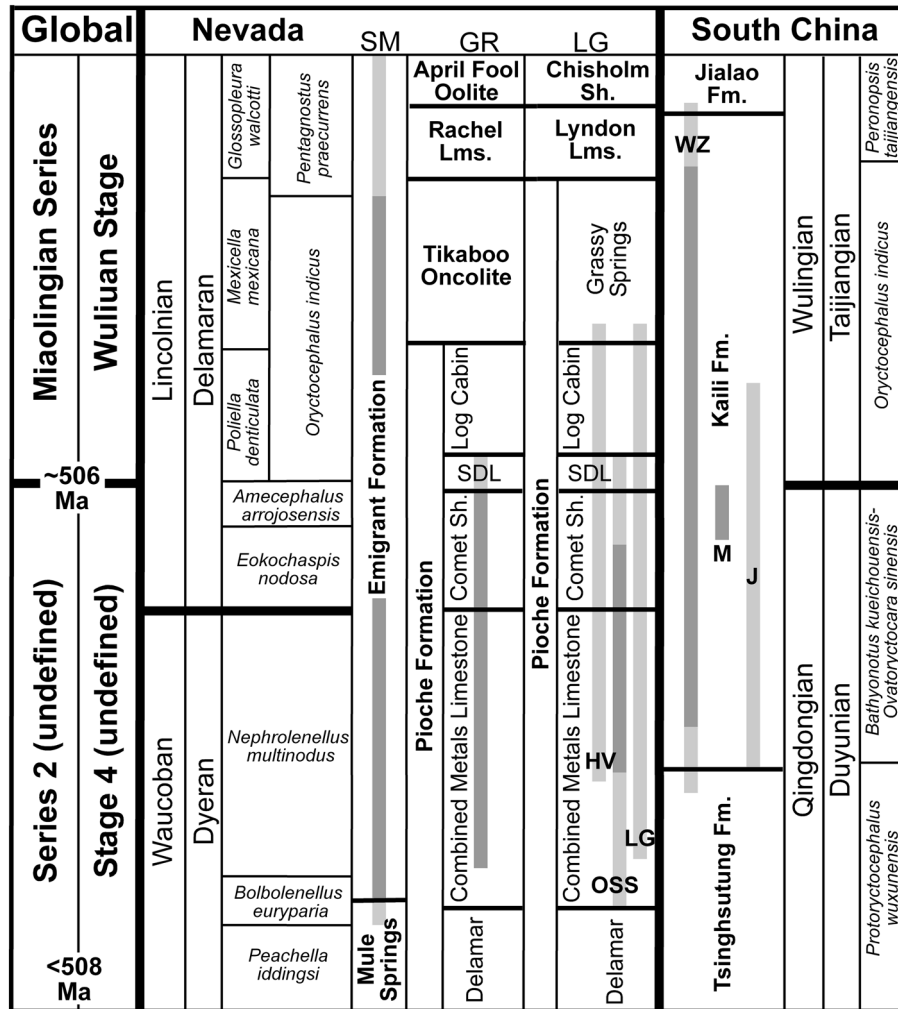 Global
Nevada
South China
SM
GR
LG
Miaolingian Series
Wuliuan Stage
~506
Ma
Series 2 (undefined)
Stage 4 (undefined)
<508
Ma
Lincolnian
Delamaran
Waucoban
Dyeran
Glossopleura
walcotti
Mexicella
mexicana
Poliella
denticulata
Pentagnostus
praecurrens
Oryctocephalus indicus
Amecephalus
arrojosensis
Eokochaspis
nodosa
Nephrolenellus
multinodus
Bolbolenellus
euryparia
Peachella
iddingsi
Emigrant Formation
Mule
Springs
April Fool
Oolite
Rachel
Lms.
Tikaboo
Oncolite
Pioche Formation
Log Cabin
SDL
Comet Sh.
Combined Metals Limestone
Delamar
Chisholm
Sh.
Lyndon
Lms.
Grassy
Springs
Pioche Formation
Log Cabin
SDL
Comet Sh.
Combined Metals Limestone
HV
LG
OSS
Delamar
Jialao
Fm.
WZ
Kaili Fm.
M
J
Tsinghsutung Fm.
Wulingian
Taijiangian
Qingdongian
Duyunian
Peronopsis
taijiangensis
Oryctocephalus indicus
Bathyonotus kueichouensis-
Ovatoryctocara sinensis
Protoryctocephalus
wuxunensis